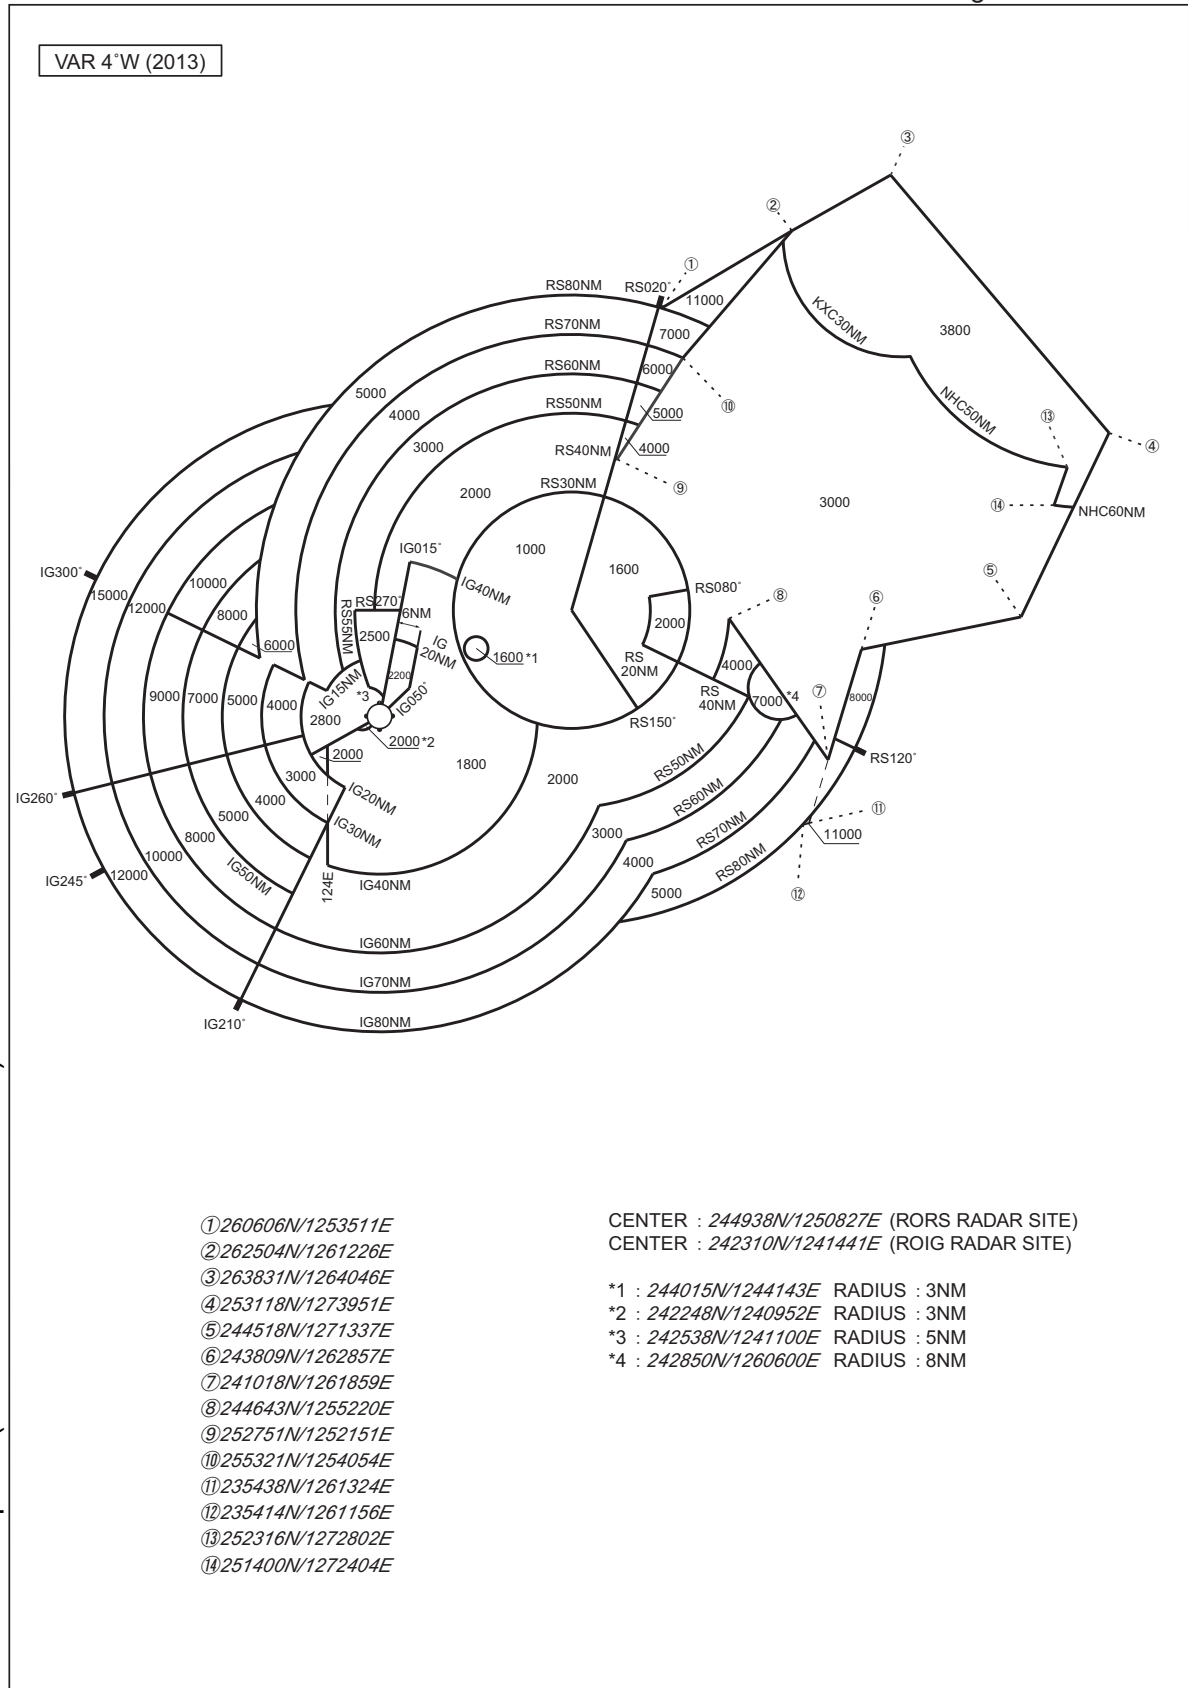 VAR 4°W (2013)
③
②
①
RS80NM
RS020°
11000
RS70NM
7000
KXC30NM
3800
RS60NM
6000
5000
RS50NM
5000
⑩
NHC50NM
⑬
4000
④
3000
RS40NM
4000
⑨
2000
RS30NM
3000
⑭
NHC60NM
1000
IG015°
1600
IG300°
10000
15000
12000
IG40NM
RS080°
⑤
⑧
⑥
8000
RS270°
6NM
RS55NM
2500
IG
20NM
2000
6000
1600 *1
RS
20NM
4000
IG15NM
*3
2200
IG050°
RS
40NM
7000
*4
⑦
8000
9000
7000
5000
4000
2800
2000 *2
RS150°
2000
1800
2000
RS50NM
RS120°
3000
IG260°
IG20NM
4000
RS60NM
⑪
IG30NM
5000
3000
RS70NM
11000
8000
10000
IG50NM
4000
RS80NM
IG245°
12000
124E
IG40NM
5000
⑫
IG60NM
IG70NM
IG210°
IG80NM
①260606N/1253511E
②262504N/1261226E
③263831N/1264046E
④253118N/1273951E
⑤244518N/1271337E
⑥243809N/1262857E
⑦241018N/1261859E
⑧244643N/1255220E
⑨252751N/1252151E
⑩255321N/1254054E
⑪235438N/1261324E
⑫235414N/1261156E
⑬252316N/1272802E
⑭251400N/1272404E
CENTER : 244938N/1250827E (RORS RADAR SITE)
CENTER : 242310N/1241441E (ROIG RADAR SITE)
*1 : 244015N/1244143E RADIUS : 3NM
*2 : 242248N/1240952E RADIUS : 3NM
*3 : 242538N/1241100E RADIUS : 5NM
*4 : 242850N/1260600E RADIUS : 8NM